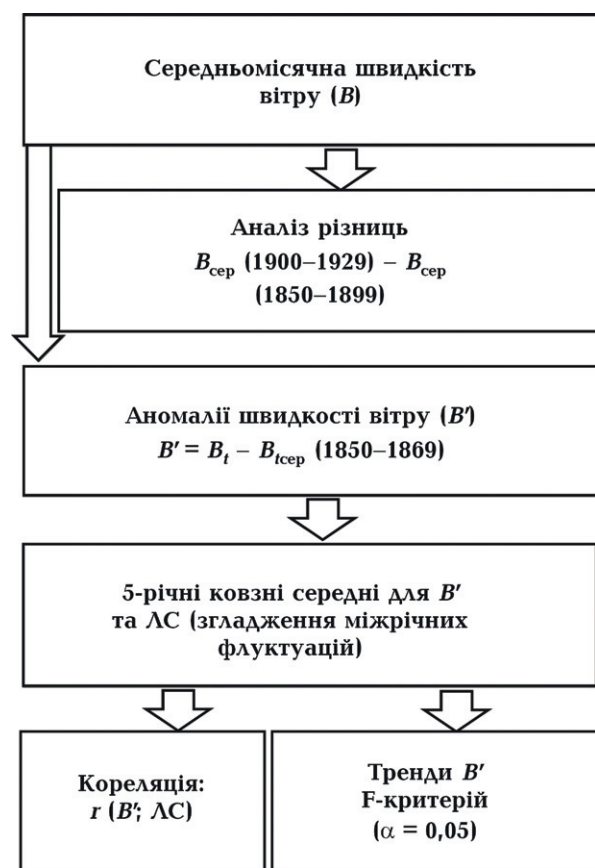 Середньомісячна швидкість
вітру (B)
Аналіз різниць
Bсер (1900–1929) – Bсер
(1850–1899)
Аномалії швидкості вітру (B′)
B′ = Bt – Btсер (1850–1869)
5-річні ковзні середні для B′
та ЛС (згладження міжрічних
флуктуацій)
Кореляція:
r (B′; ЛС)
Тренди B′
F-критерій
(α = 0,05)